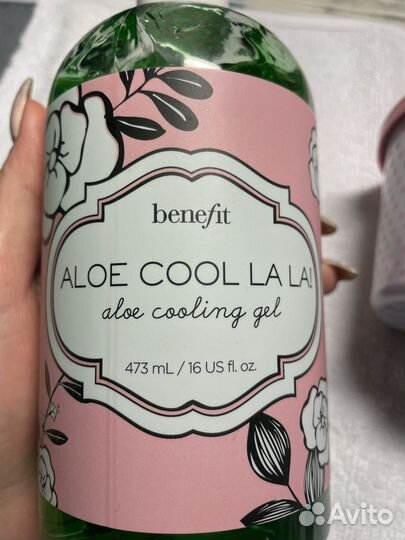 benefit
ALOE COOL LA LA!
aloe cooling gel
473 mL / 16 US fl. oz.
Avito